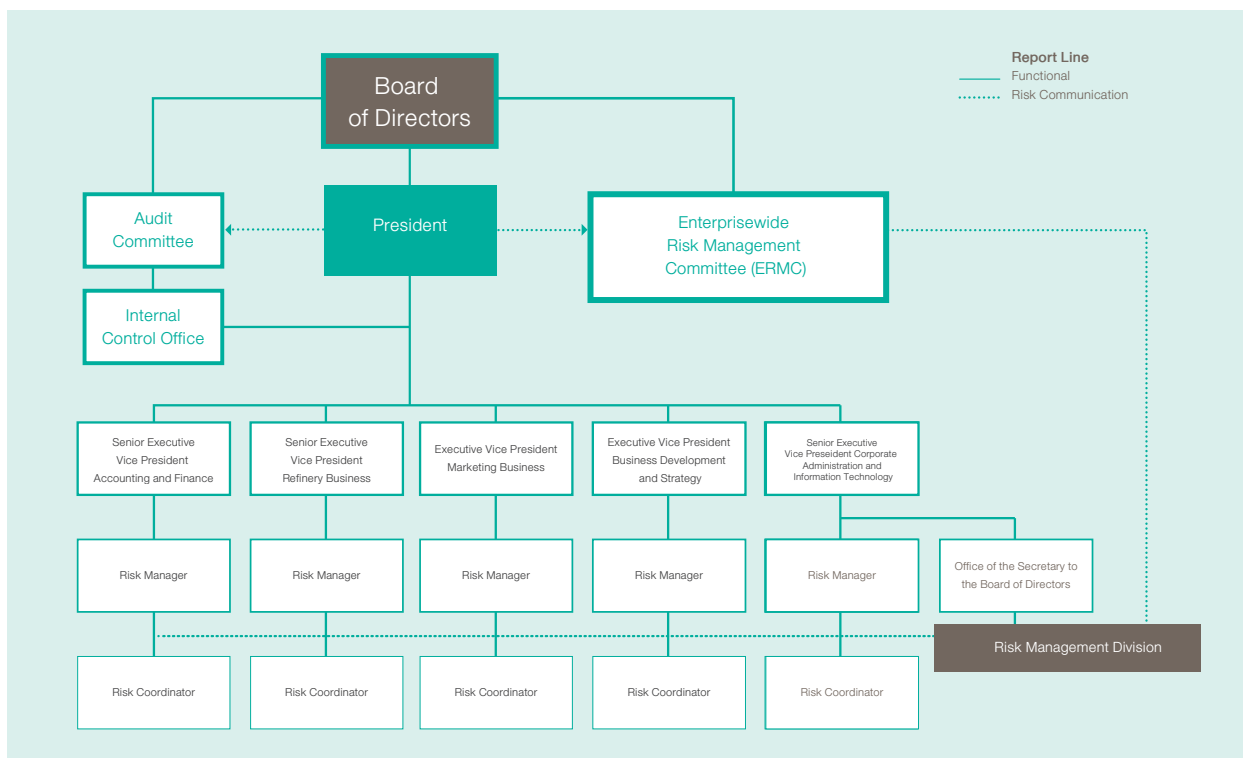 Report Line
Functional
Risk Communication
Board
of Directors
President
Audit
Committee
Enterprisewide
Risk Management
Committee (ERMC)
Internal
Control Office
Senior Executive
Vice President
Accounting and Finance
Senior Executive
Vice President
Refinery Business
Executive Vice President
Marketing Business
Executive Vice President
Business Development
and Strategy
Senior Executive
Vice Preseident Corporate
Administration and
Information Technology
Risk Manager
Risk Manager
Risk Manager
Risk Manager
Risk Manager
Office of the Secretary to
the Board of Directors
Risk Management Division
Risk Coordinator
Risk Coordinator
Risk Coordinator
Risk Coordinator
Risk Coordinator